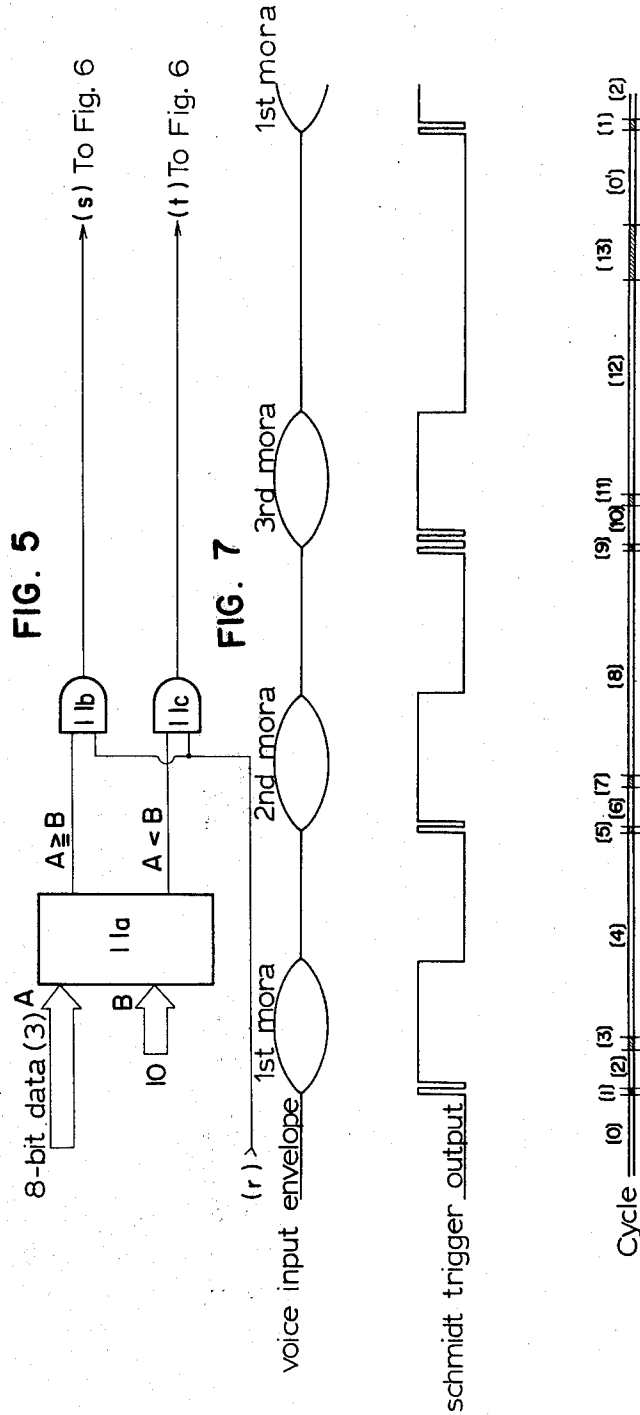 FIG. 5
8-bit data (3)
A
B
10
11a
A ≧ B
A < B
11b
11c
(s) To Fig. 6
(t) To Fig. 6
(r)
FIG. 7
voice input envelope
1st mora
2nd mora
3rd mora
1st mora
schmidt trigger output
Cycle
(0) (1) (2) (3) (4) (5) (6) (7) (8) (9) (10) (11) (12) (13) (0') (1) (2)